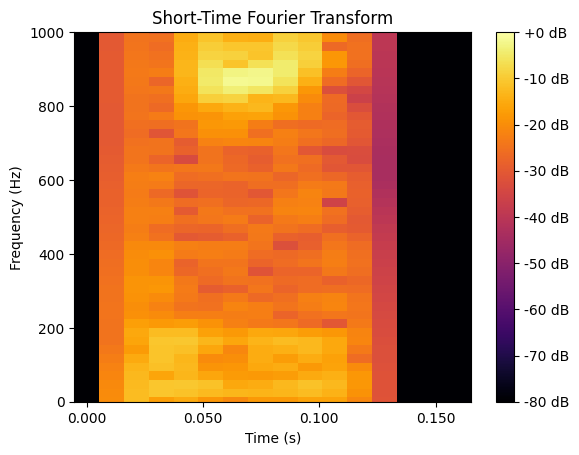 Short-Time Fourier Transform
Frequency (Hz)
1000
800
600
400
200
0
0.000
0.050
0.100
0.150
Time (s)
+0 dB
-10 dB
-20 dB
-30 dB
-40 dB
-50 dB
-60 dB
-70 dB
-80 dB